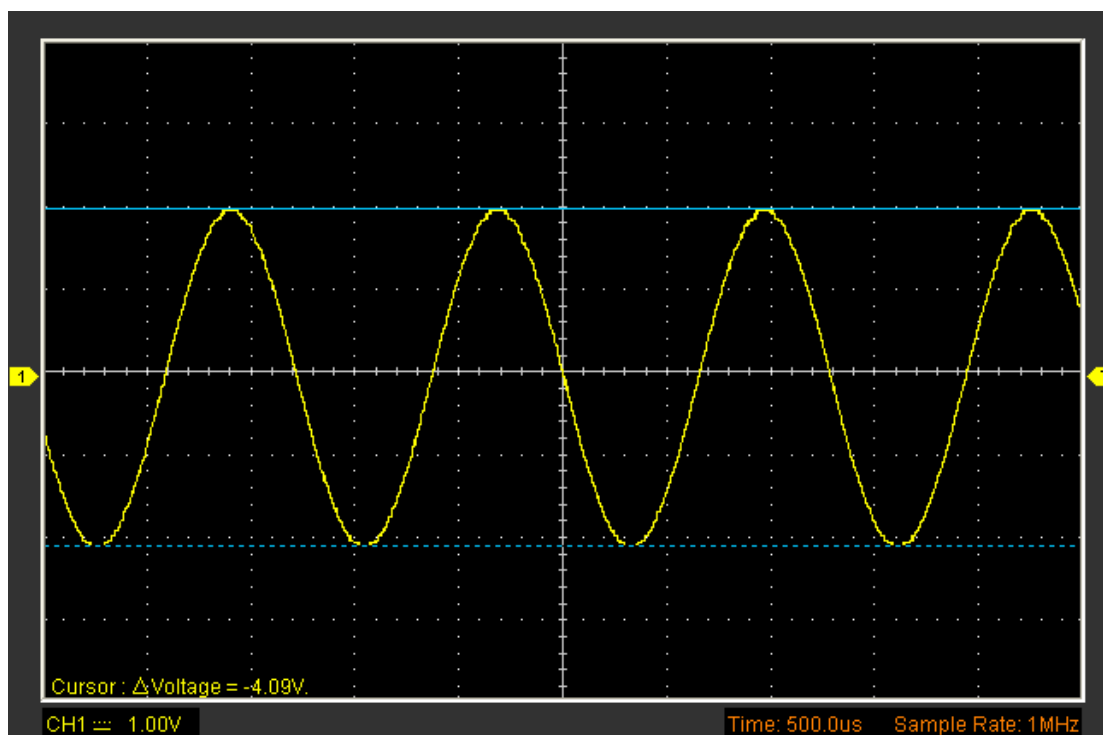 1
Cursor : △Voltage = -4.09V.
CH1 ⎓ 1.00V
Time: 500.0us Sample Rate: 1MHz